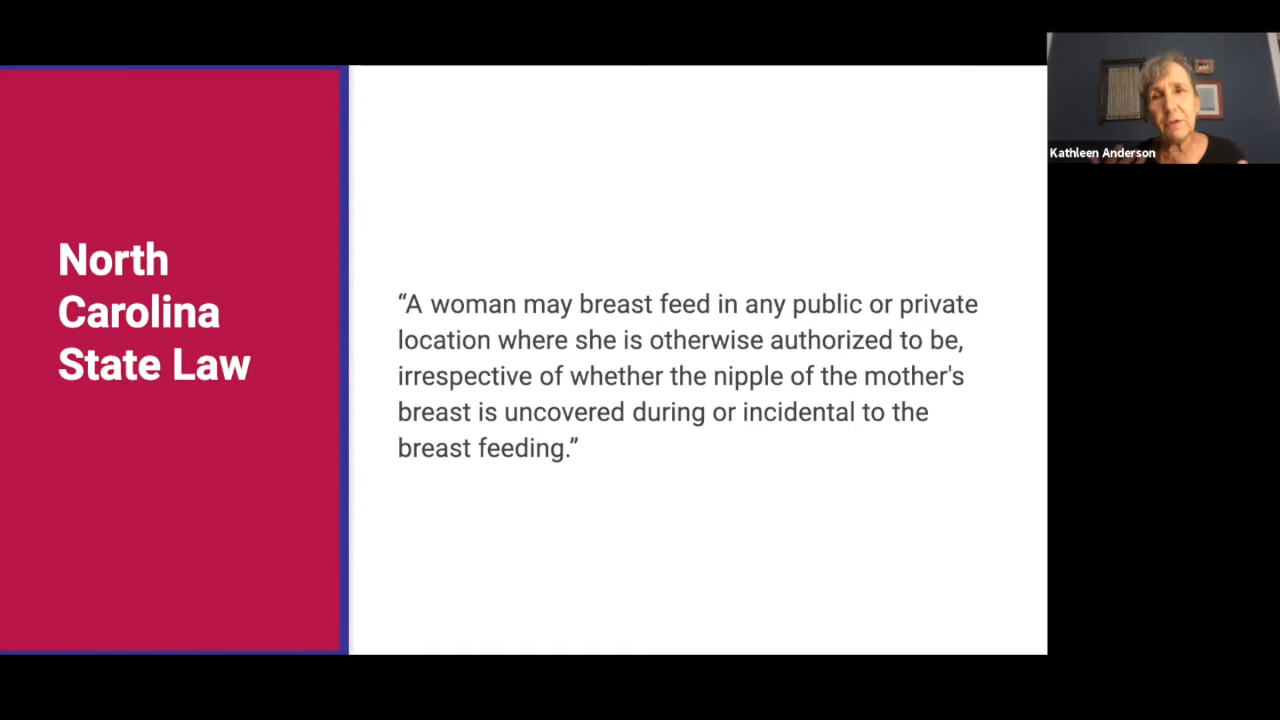 North
Carolina
State Law
“A woman may breast feed in any public or private
location where she is otherwise authorized to be,
irrespective of whether the nipple of the mother's
breast is uncovered during or incidental to the
breast feeding.”
Kathleen Anderson